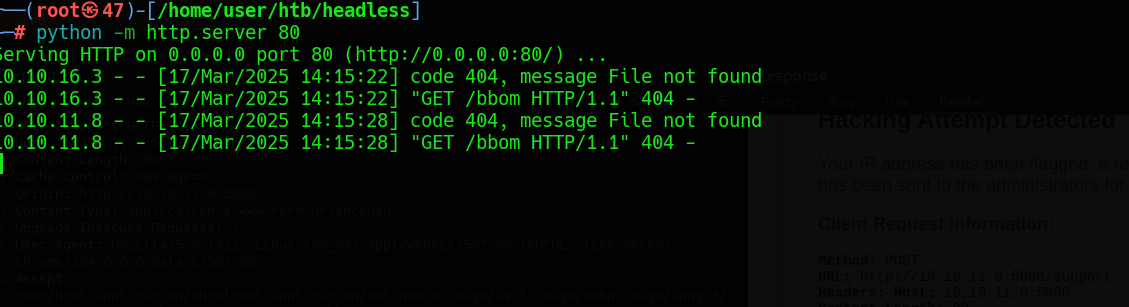 (root㉿47)-[/home/user/htb/headless]
# python -m http.server 80
Serving HTTP on 0.0.0.0 port 80 (http://0.0.0.0:80/) ...
10.10.16.3 - - [17/Mar/2025 14:15:22] code 404, message File not found
Response
10.10.16.3 - - [17/Mar/2025 14:15:22] "GET /bbom HTTP/1.1" 404 -
Pretty Raw Hex Render
10.10.11.8 - - [17/Mar/2025 14:15:28] code 404, message File not found
Hacking Attempt Detected
10.10.11.8 - - [17/Mar/2025 14:15:28] "GET /bbom HTTP/1.1" 404 -
Content-Length:
Your IP address has been flagged, a re
Cache-Control: max-age=0
has been sent to the administrators for
Origin: http://10.10.11.8:5000
Content-Type: application/x-www-form-urlencoded
Upgrade-Insecure-Requests: 1
Client Request Information:
User-Agent: Mozilla/5.0 (X11; Linux x86_64) AppleWebKit/537.36 (KHTML, like Gecko)
Chrome/134.0.0.0 Safari/537.36
Method: POST
Accept:
URL: http://10.10.11.8:5000/support
text/html,application/xhtml+xml,application/xml;q=0.9,image/avif,image/webp,image/apng,*/
Headers: Host: 10.10.11.8:5000